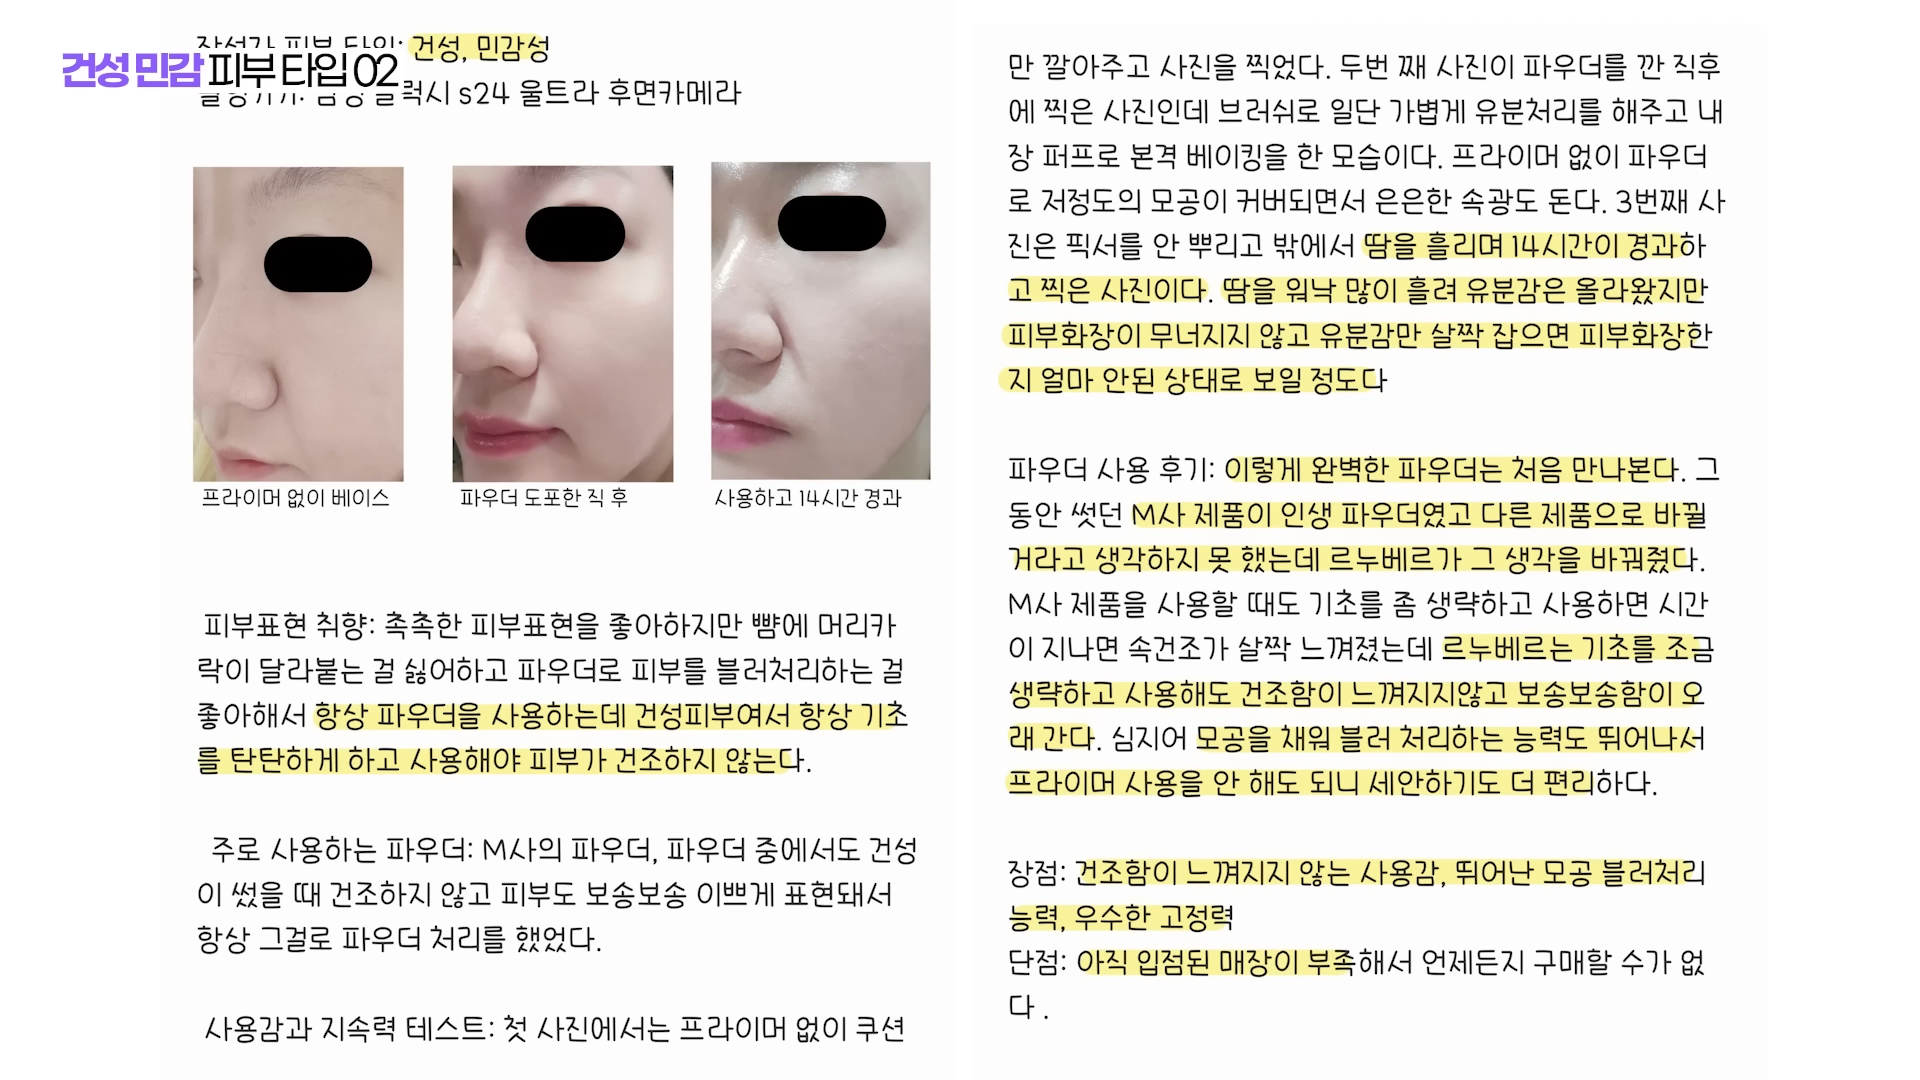 건성 민감 피부 타입 02
건성, 민감성
럭시 s24 울트라 후면카메라
프라이머 없이 베이스
파우더 도포한 직 후
사용하고 14시간 경과
피부표현 취향: 촉촉한 피부표현을 좋아하지만 뺨에 머리카
락이 달라붙는 걸 싫어하고 파우더로 피부를 블러처리하는 걸
좋아해서 항상 파우더을 사용하는데 건성피부여서 항상 기초
를 탄탄하게 하고 사용해야 피부가 건조하지 않는다.
주로 사용하는 파우더: M사의 파우더, 파우더 중에서도 건성
이 썼을 때 건조하지 않고 피부도 보송보송 이쁘게 표현돼서
항상 그걸로 파우더 처리를 했었다.
사용감과 지속력 테스트: 첫 사진에서는 프라이머 없이 쿠션
만 깔아주고 사진을 찍었다. 두번 째 사진이 파우더를 깐 직후
에 찍은 사진인데 브러쉬로 일단 가볍게 유분처리를 해주고 내
장 퍼프로 본격 베이킹을 한 모습이다. 프라이머 없이 파우더
로 저정도의 모공이 커버되면서 은은한 속광도 돈다. 3번째 사
진은 픽서를 안 뿌리고 밖에서 땀을 흘리며 14시간이 경과하
고 찍은 사진이다. 땀을 워낙 많이 흘려 유분감은 올라왔지만
피부화장이 무너지지 않고 유분감만 살짝 잡으면 피부화장한
지 얼마 안된 상태로 보일 정도다
파우더 사용 후기: 이렇게 완벽한 파우더는 처음 만나본다. 그
동안 썻던 M사 제품이 인생 파우더였고 다른 제품으로 바뀔
거라고 생각하지 못 했는데 르누베르가 그 생각을 바꿔줬다.
M사 제품을 사용할 때도 기초를 좀 생략하고 사용하면 시간
이 지나면 속건조가 살짝 느껴졌는데 르누베르는 기초를 조금
생략하고 사용해도 건조함이 느껴지지않고 보송보송함이 오
래 간다. 심지어 모공을 채워 블러 처리하는 능력도 뛰어나서
프라이머 사용을 안 해도 되니 세안하기도 더 편리하다.
장점: 건조함이 느껴지지 않는 사용감, 뛰어난 모공 블러처리
능력, 우수한 고정력
단점: 아직 입점된 매장이 부족해서 언제든지 구매할 수가 없
다 .